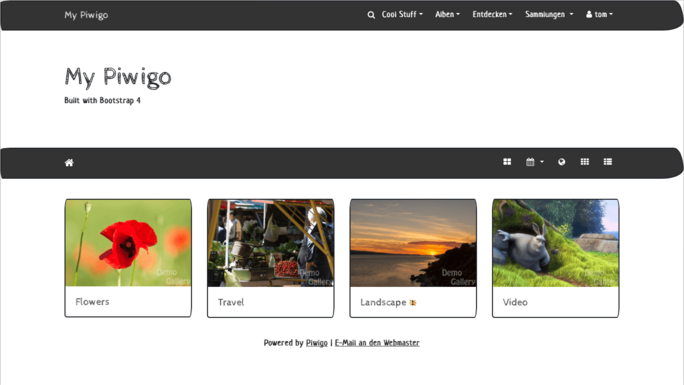 My Piwigo
Cool Stuff Alben Entdecken Sammlungen tom
My Piwigo
Built with Bootstrap 4
Demo Gallery
Demo Gallery
Demo Gallery
Demo Gallery
Flowers
Travel
Landscape
Video
Powered by Piwigo | E-Mail an den Webmaster